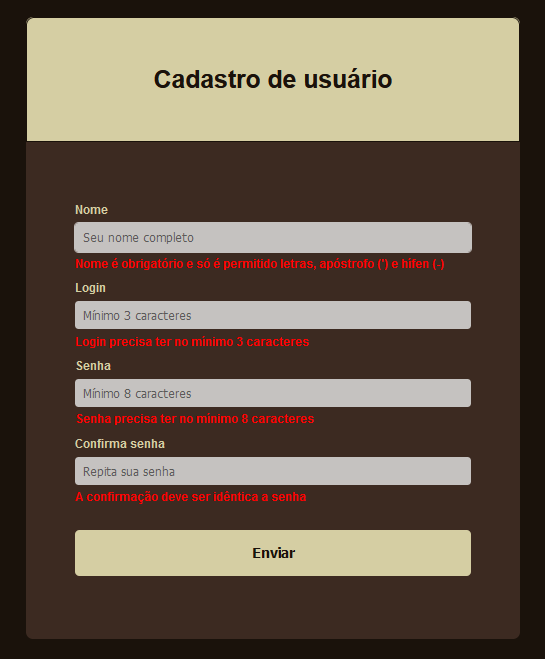 Cadastro de usuário
Nome
Seu nome completo
Nome é obrigatório e só é permitido letras, apóstrofo (') e hífen (-)
Login
Mínimo 3 caracteres
Login precisa ter no mínimo 3 caracteres
Senha
Mínimo 8 caracteres
Senha precisa ter no mínimo 8 caracteres
Confirma senha
Repita sua senha
A confirmação deve ser idêntica a senha
Enviar